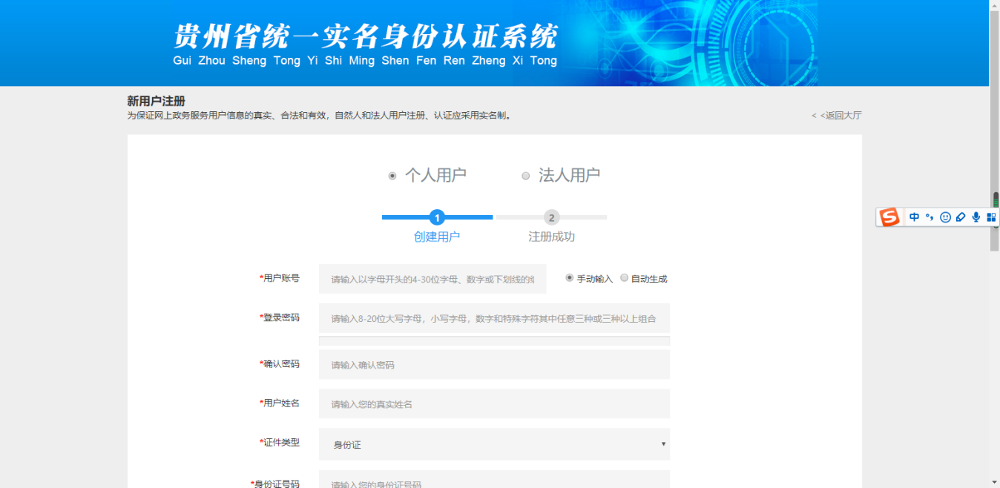 贵州省统一实名身份认证系统
Gui Zhou Sheng Tong Yi Shi Ming Shen Fen Ren Zheng Xi Tong
新用户注册
为保证网上政务服务用户信息的真实、合法和有效，自然人和法人用户注册、认证应采用实名制。
< <返回大厅
个人用户 法人用户
1 2
创建用户 注册成功
中
*用户账号 请输入以字母开头的4-30位字母、数字或下划线的 手动输入 自动生成
*登录密码 请输入8-20位大写字母，小写字母，数字和特殊字符其中任意三种或三种以上组合
*确认密码 请输入确认密码
*用户姓名 请输入您的真实姓名
*证件类型 身份证
*身份证号码 请输入您的身份证号码